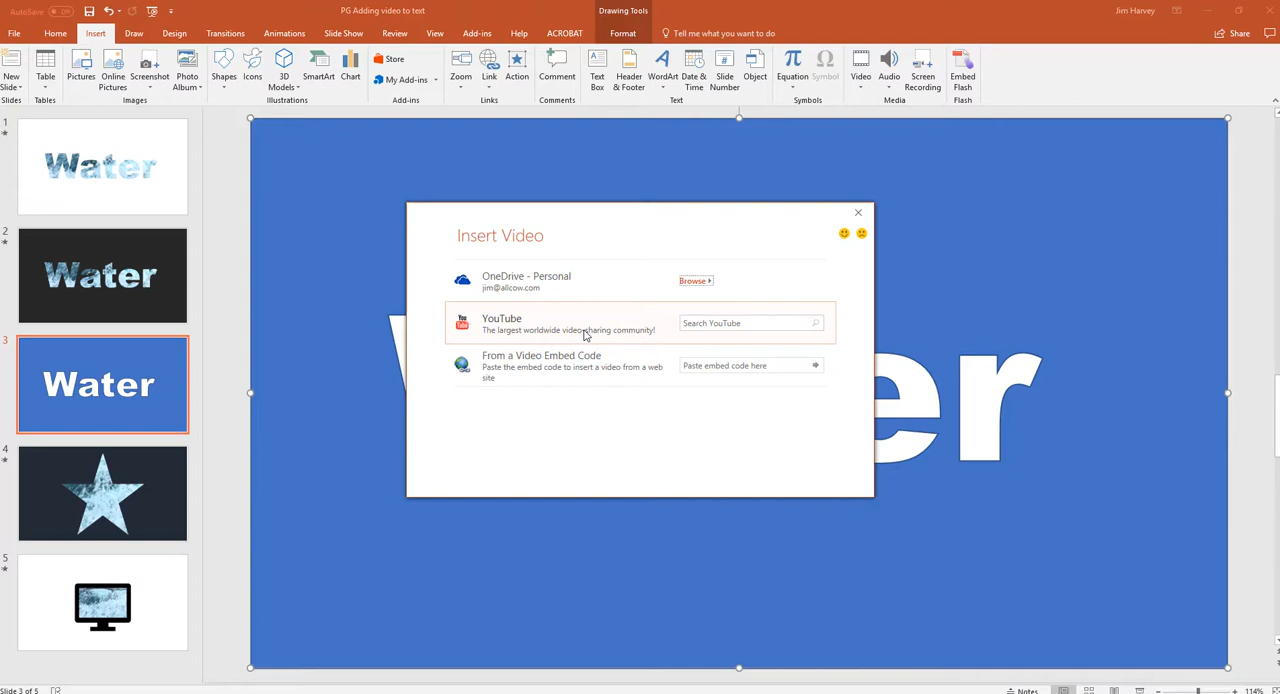 AutoSave Off
PG Adding video to text
Drawing Tools
Jim Harvey
File Home Insert Draw Design Transitions Animations Slide Show Review View Add-ins Help ACROBAT Format Tell me what you want to do Share
New Slide
Table
Pictures
Online Pictures
Screenshot
Photo Album
Shapes
Icons
3D Models
SmartArt
Chart
Store
My Add-ins
Zoom
Link
Action
Comment
Text Box
Header & Footer
WordArt
Date & Time
Slide Number
Object
Equation
Symbol
Video
Audio
Screen Recording
Embed Flash
Slides Tables Images Illustrations Add-ins Links Comments Text Symbols Media Flash
1
Water
2
Water
3
Water
4
5
Insert Video
OneDrive - Personal
jim@allcow.com
Browse
YouTube
The largest worldwide video-sharing community!
Search YouTube
From a Video Embed Code
Paste the embed code to insert a video from a web
site
Paste embed code here
er
Slide 3 of 5
Notes
114%